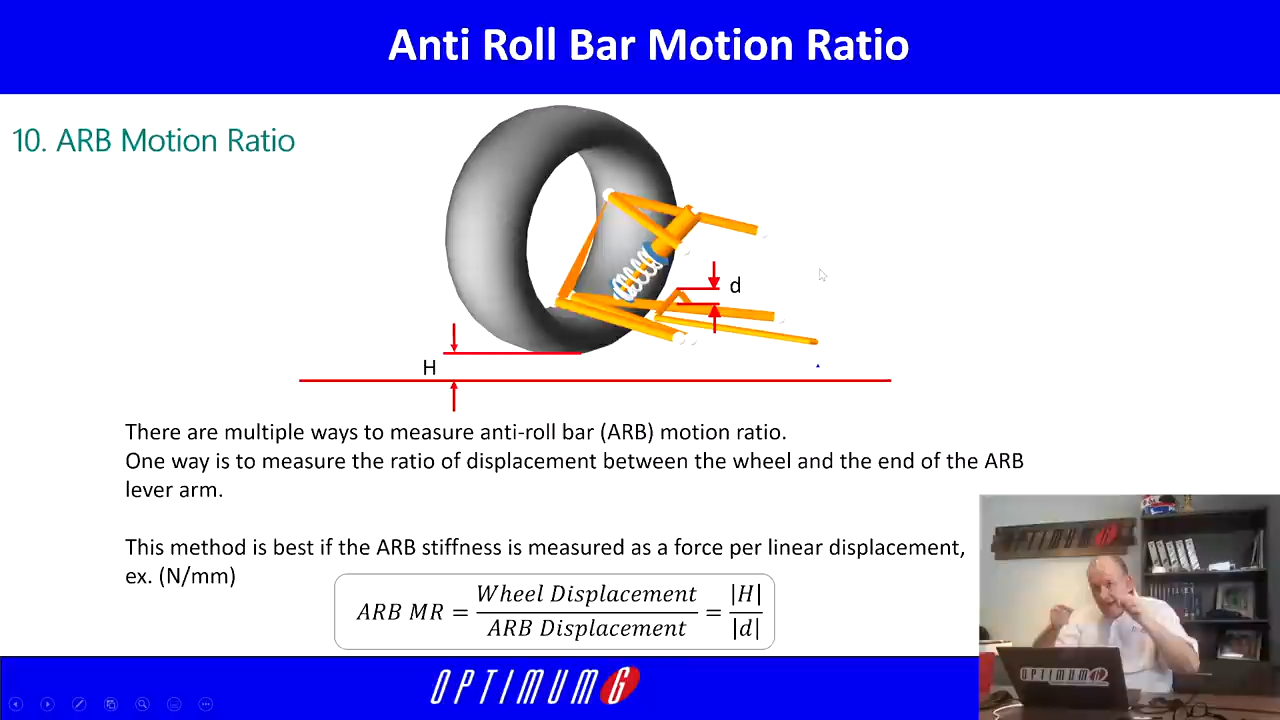 Anti Roll Bar Motion Ratio
10. ARB Motion Ratio
d
H
There are multiple ways to measure anti-roll bar (ARB) motion ratio.
One way is to measure the ratio of displacement between the wheel and the end of the ARB
lever arm.
This method is best if the ARB stiffness is measured as a force per linear displacement,
ex. (N/mm)
ARB MR = Wheel Displacement / ARB Displacement = |H| / |d|
OPTIMUM G
OPTIMUM G
OPTIMUM G